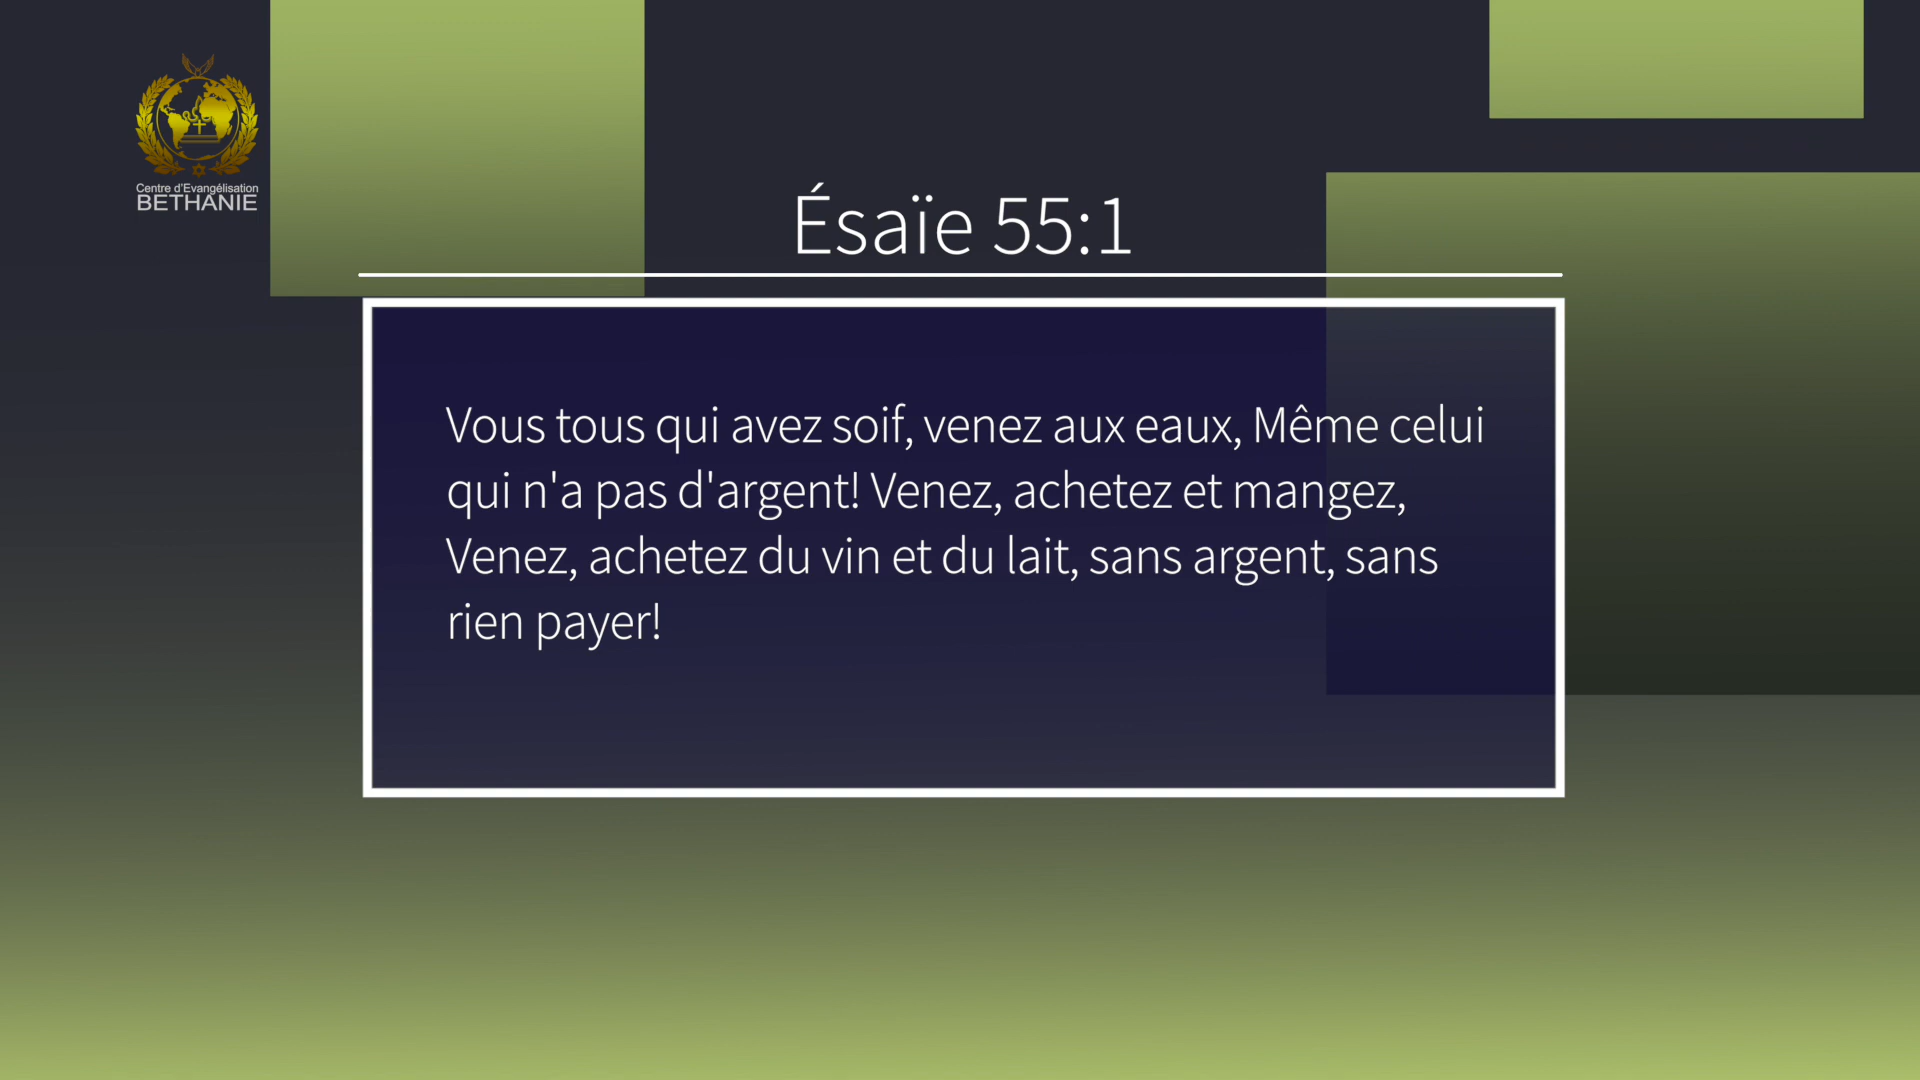 Centre d'Evangélisation
BETHANIE
Ésaïe 55:1
Vous tous qui avez soif, venez aux eaux, Même celui
qui n'a pas d'argent! Venez, achetez et mangez,
Venez, achetez du vin et du lait, sans argent, sans
rien payer!